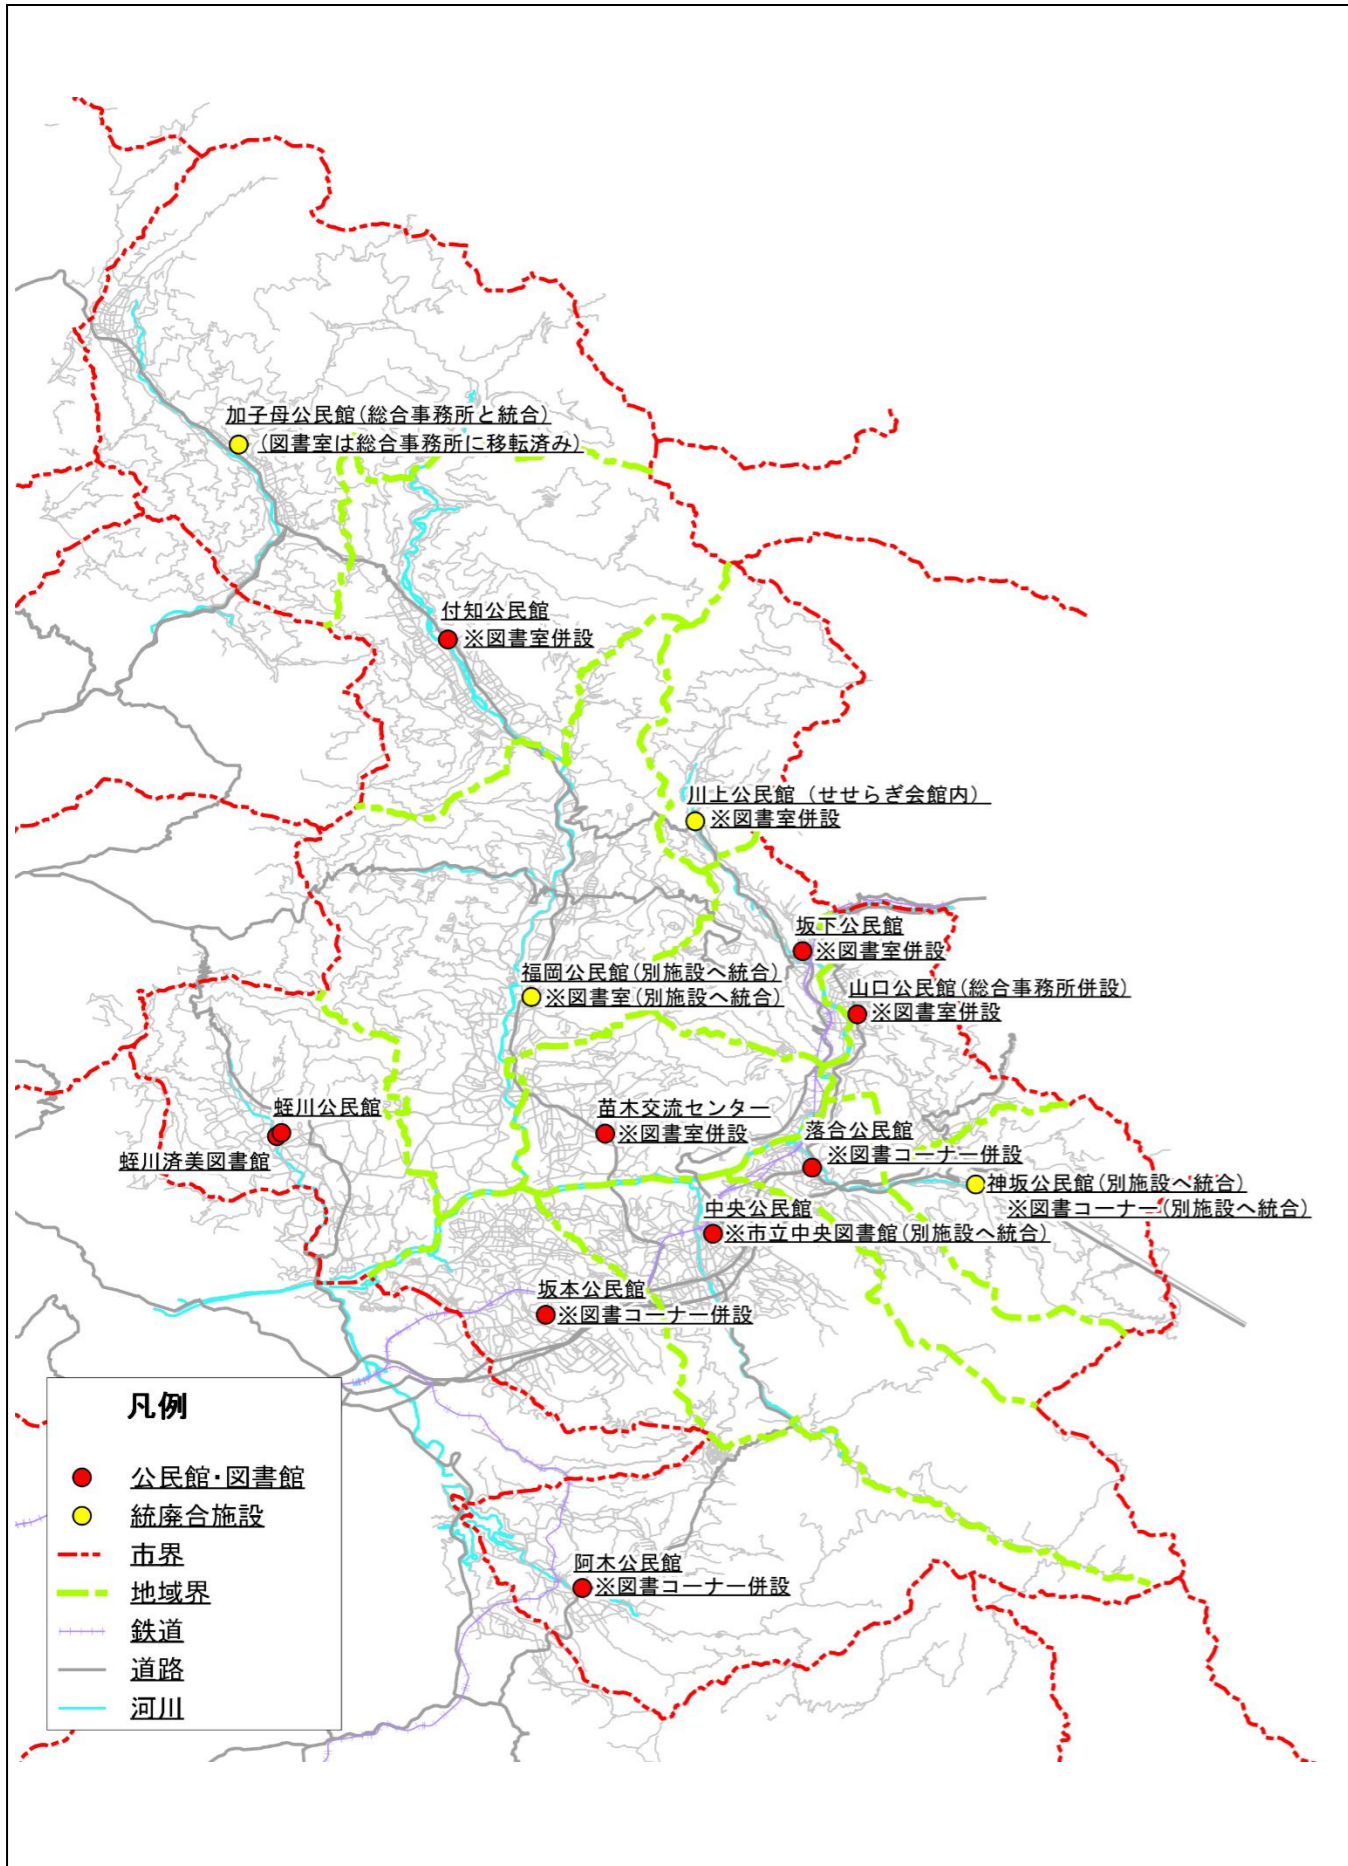 加子母公民館(総合事務所と統合)
(図書室は総合事務所に移転済み)
付知公民館
※図書室併設
川上公民館（せせらぎ会館内）
※図書室併設
坂下公民館
※図書室併設
福岡公民館(別施設へ統合)
※図書室(別施設へ統合)
山口公民館(総合事務所併設)
※図書室併設
蛭川公民館
蛭川済美図書館
苗木交流センター
※図書室併設
落合公民館
※図書コーナー併設
神坂公民館(別施設へ統合)
※図書コーナー(別施設へ統合)
中央公民館
※市立中央図書館(別施設へ統合)
坂本公民館
※図書コーナー併設
阿木公民館
※図書コーナー併設
凡例
公民館・図書館
統廃合施設
市界
地域界
鉄道
道路
河川